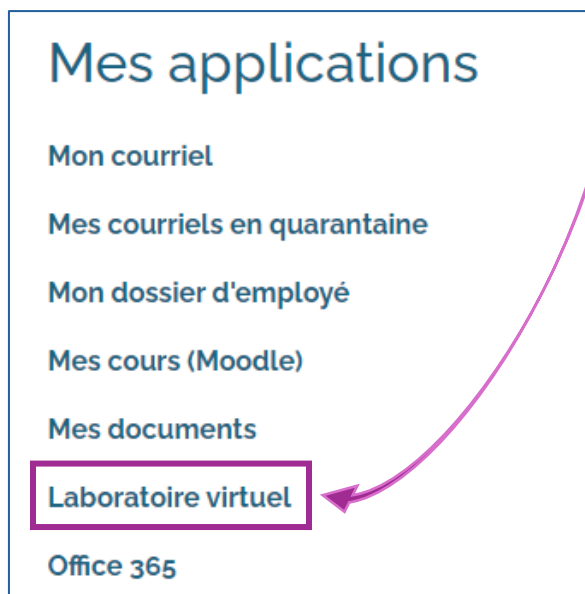 Mes applications
Mon courriel
Mes courriels en quarantaine
Mon dossier d'employé
Mes cours (Moodle)
Mes documents
Laboratoire virtuel
Office 365